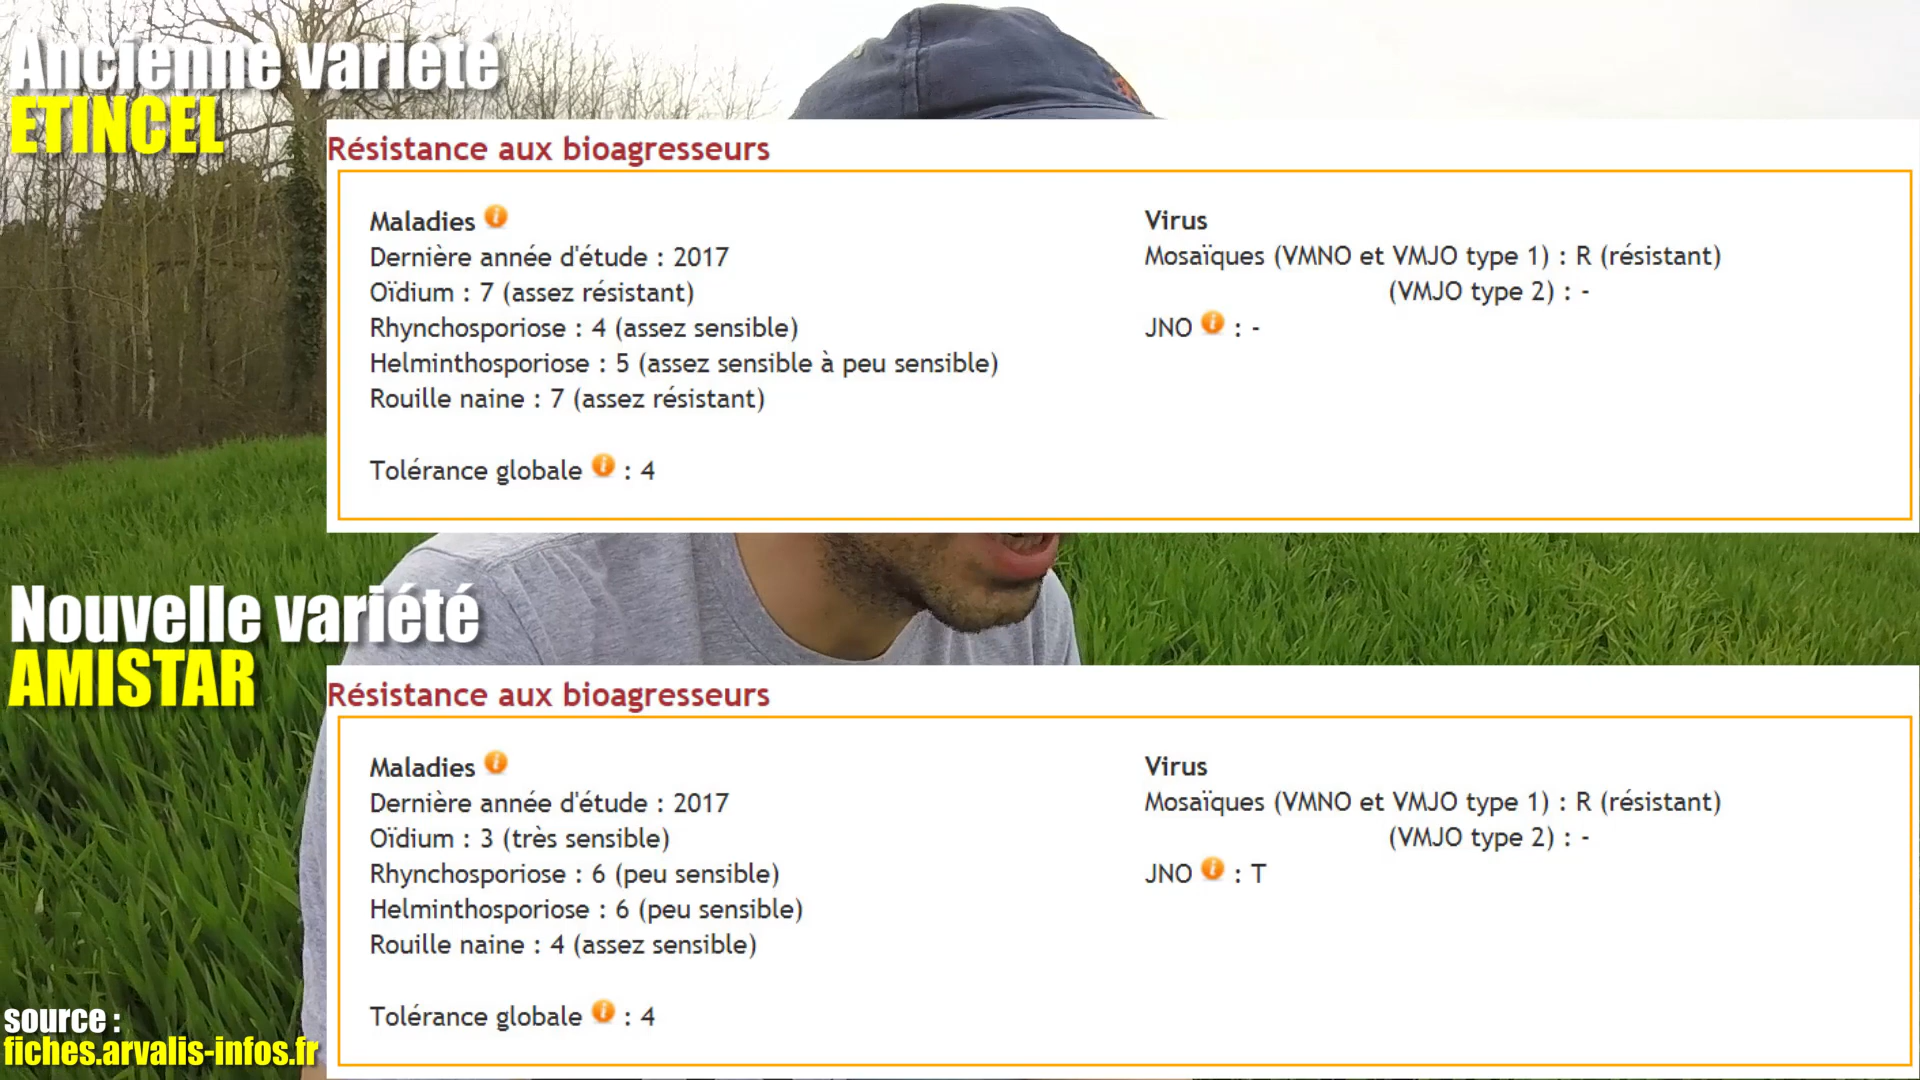 Ancienne variété
ETINCEL
Résistance aux bioagresseurs
Maladies
Dernière année d'étude : 2017
Oïdium : 7 (assez résistant)
Rhynchosporiose : 4 (assez sensible)
Helminthosporiose : 5 (assez sensible à peu sensible)
Rouille naine : 7 (assez résistant)
Tolérance globale : 4
Virus
Mosaïques (VMNO et VMJO type 1) : R (résistant)
(VMJO type 2) : -
JNO : -
Nouvelle variété
AMISTAR
Résistance aux bioagresseurs
Maladies
Dernière année d'étude : 2017
Oïdium : 3 (très sensible)
Rhynchosporiose : 6 (peu sensible)
Helminthosporiose : 6 (peu sensible)
Rouille naine : 4 (assez sensible)
Tolérance globale : 4
Virus
Mosaïques (VMNO et VMJO type 1) : R (résistant)
(VMJO type 2) : -
JNO : T
source :
fiches.arvalis-infos.fr